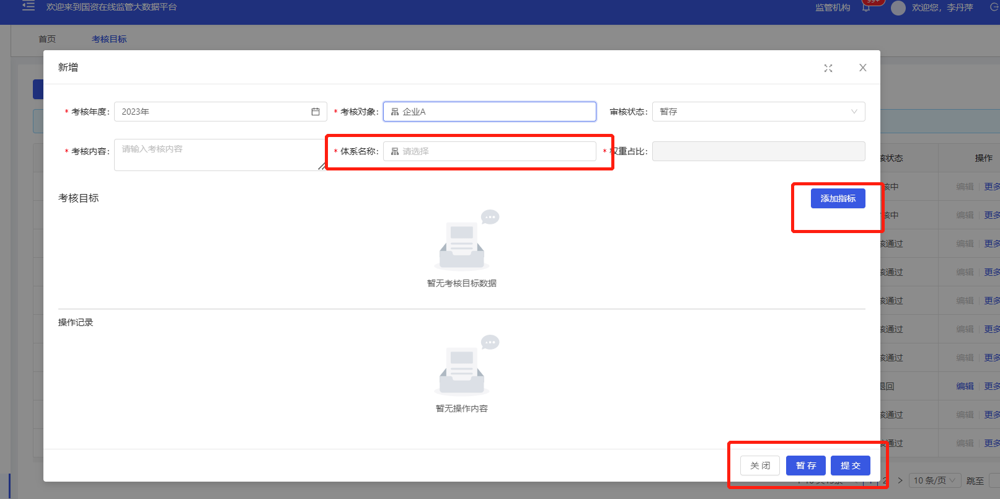 欢迎来到国资在线监管大数据平台
监管机构 99+ 欢迎您，李丹萍
首页 考核目标
新增
* 考核年度： 2023年 * 考核对象： 企业A 审核状态： 暂存
* 考核内容： 请输入考核内容 * 体系名称： 请选择 * 权重占比：
核状态 操作
考核目标 添加指标
核中 编辑 更多
核中 编辑 更多
核通过 编辑 更多
核通过 编辑 更多
暂无考核目标数据
核通过 编辑 更多
操作记录
核通过 编辑 更多
核通过 编辑 更多
退回 编辑 更多
暂无操作内容
核通过 编辑 更多
核通过 编辑 更多
关 闭 暂 存 提 交
1 2 10 条/页 跳至